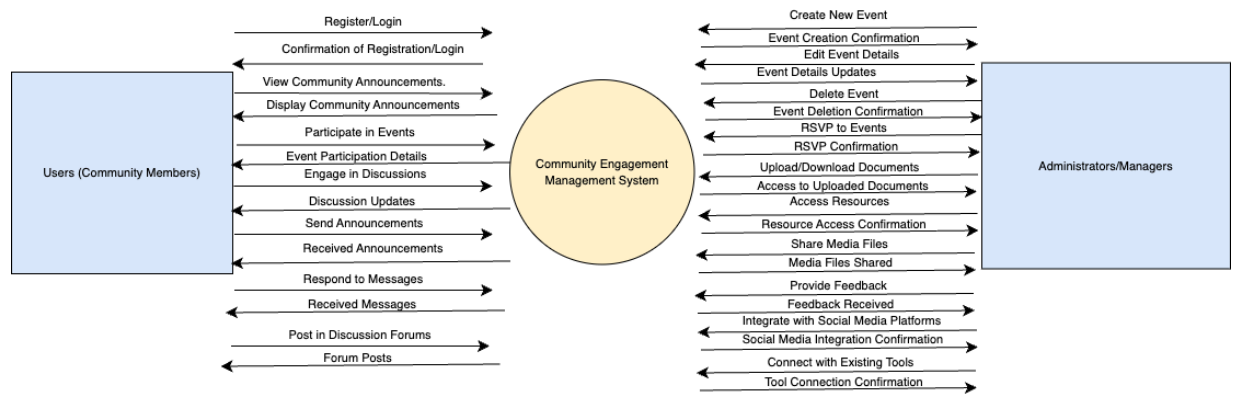 Register/Login
Confirmation of Registration/Login
View Community Announcements.
Display Community Announcements
Participate in Events
Event Participation Details
Engage in Discussions
Discussion Updates
Send Announcements
Received Announcements
Respond to Messages
Received Messages
Post in Discussion Forums
Forum Posts
Users (Community Members)
Community Engagement
Management System
Create New Event
Event Creation Confirmation
Edit Event Details
Event Details Updates
Delete Event
Event Deletion Confirmation
RSVP to Events
RSVP Confirmation
Upload/Download Documents
Access to Uploaded Documents
Access Resources
Resource Access Confirmation
Share Media Files
Media Files Shared
Provide Feedback
Feedback Received
Integrate with Social Media Platforms
Social Media Integration Confirmation
Connect with Existing Tools
Tool Connection Confirmation
Administrators/Managers